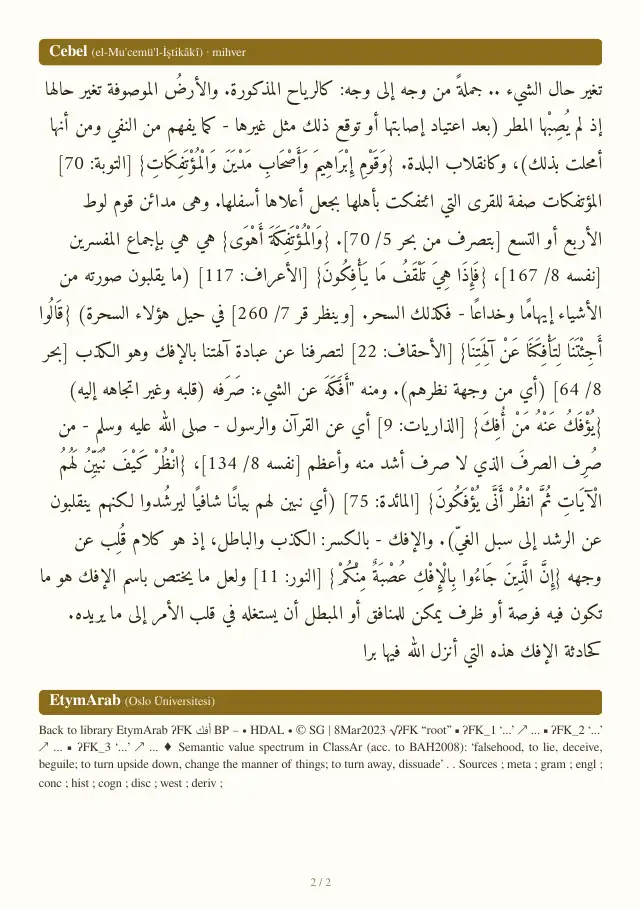 Cebel (el-Mu'cemü'l-İştikâkî) · mihver
تغير حال الشيء .. جملةً من وجه إلى وجه: كالرياح المذكورة. والأرضُ الموصوفة تغير حالها
إذ لم يُصِبْها المطر (بعد اعتياد إصابتها أو توقع ذلك مثل غيرها - كما يفهم من النفي ومن أنها
أمحلت بذلك)، وكانقلاب البلدة. {وَقَوْمِ إِبْرَاهِيمَ وَأَصْحَابِ مَدْيَنَ وَالْمُؤْتَفِكَاتِ} [التوبة: 70]
المؤتفكات صفة للقرى التي ائتفكت بأهلها بجعل أعلاها أسفلها. وهى مدائن قوم لوط
الأربع أو التسع [بتصرف من بحر 5/ 70]. {وَالْمُؤْتَفِكَةَ أَهْوَى} هي هي بإجماع المفسرين
[نفسه 8/ 167]، {فَإِذَا هِيَ تَلْقَفُ مَا يَأْفِكُونَ} [الأعراف: 117] (ما يقلبون صورته من
الأشياء إيهامًا وخداعًا - فكذلك السحر. [وينظر قر 7/ 260] في حيل هؤلاء السحرة) {قَالُوا
أَجِئْتَنَا لِتَأْفِكَنَا عَنْ آلِهَتِنَا} [الأحقاف: 22] لتصرفنا عن عبادة آلهتنا بالإفك وهو الكذب [بحر
8/ 64] (أي من وجهة نظرهم). ومنه "أَفَكَهَ عن الشيء: صَرَفه (قلبه وغير اتجاهه إليه)
{يُؤْفَكُ عَنْهُ مَنْ أُفِكَ} [الذاريات: 9] أي عن القرآن والرسول - صلى الله عليه وسلم - من
صُرِف الصرفَ الذي لا صرف أشد منه وأعظم [نفسه 8/ 134]، {انْظُرْ كَيْفَ نُبَيِّنُ لَهُمُ
الْآيَاتِ ثُمَّ انْظُرْ أَنَّى يُؤْفَكُونَ} [المائدة: 75] (أي نبين لهم بيانًا شافيًا ليرشُدوا لكنهم ينقلبون
عن الرشد إلى سبل الغيّ). والإفك - بالكسر: الكذب والباطل، إذ هو كلام قُلِب عن
وجهه {إِنَّ الَّذِينَ جَاءُوا بِالْإِفْكِ عُصْبَةٌ مِنْكُمْ} [النور: 11] ولعل ما يختص باسم الإفك هو ما
تكون فيه فرصة أو ظرف يمكن للمنافق أو المبطل أن يستغله في قلب الأمر إلى ما يريده.
كحادثة الإفك هذه التي أنزل الله فيها برا
EtymArab (Oslo Üniversitesi)
Back to library EtymArab ʔFK أفك BP – • HDAL • © SG | 8Mar2023 √ʔFK “root” ▪ ʔFK_1 ‘...’ ↗ ... ▪ ʔFK_2 ‘...’
↗ ... ▪ ʔFK_3 ‘...’ ↗ ... ♦ Semantic value spectrum in ClassAr (acc. to BAH2008): ‘falsehood, to lie, deceive,
beguile; to turn upside down, change the manner of things; to turn away, dissuade’ . . Sources ; meta ; gram ; engl ;
conc ; hist ; cogn ; disc ; west ; deriv ;
2 / 2